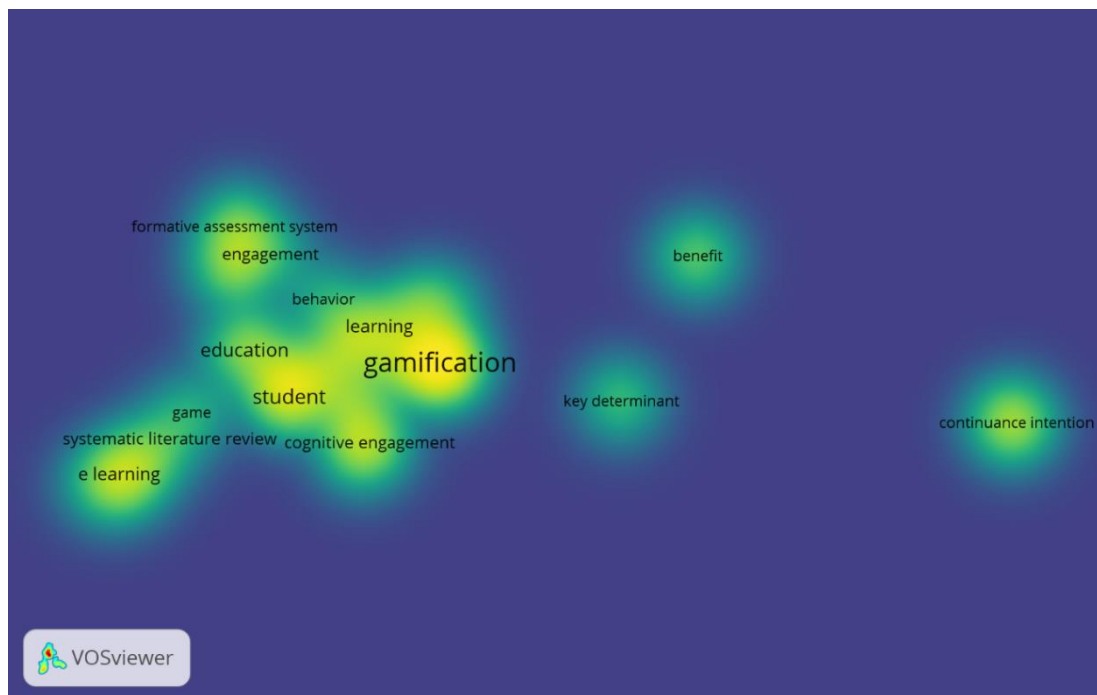 formative assessment system
engagement
benefit
behavior
learning
education
gamification
student
key determinant
game
continuance intention
systematic literature review
cognitive engagement
e learning
VOSviewer